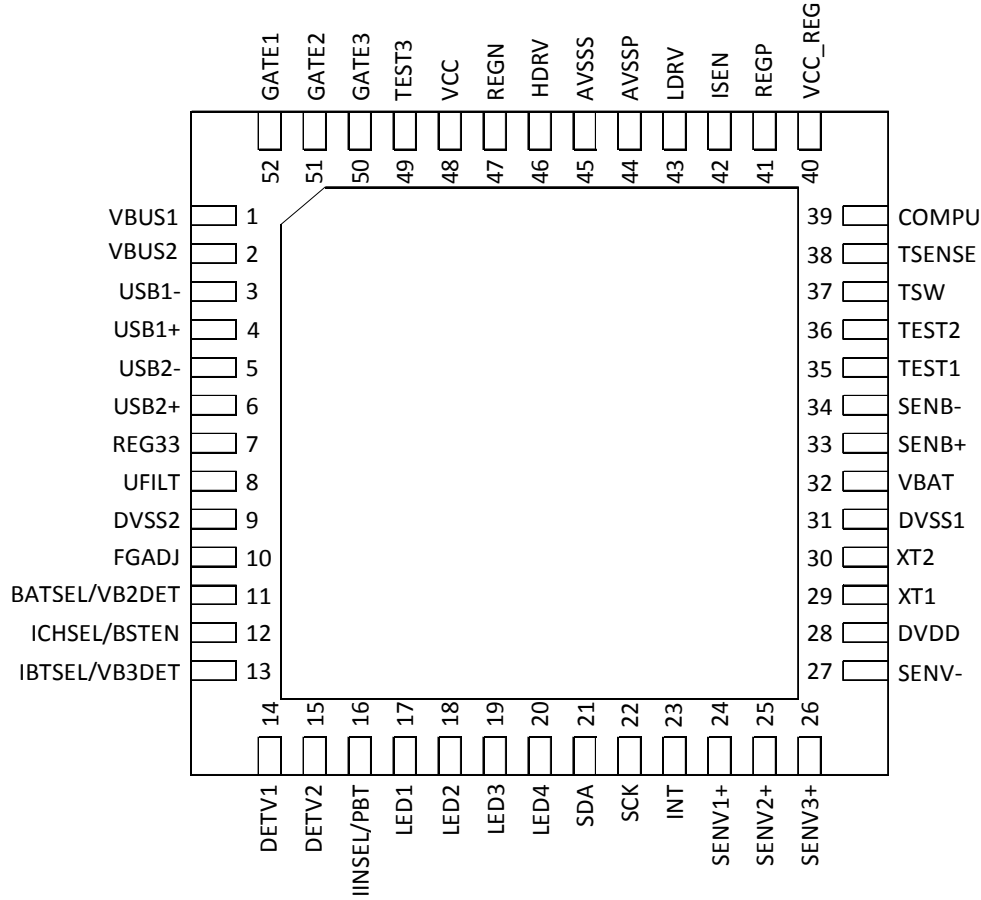 GATE1 GATE2 GATE3 TEST3 VCC REGN HDRV AVSSS AVSSP LDRV ISEN REGP VCC_REG
52 51 50 49 48 47 46 45 44 43 42 41 40
VBUS1 1 39 COMPU
VBUS2 2 38 TSENSE
USB1- 3 37 TSW
USB1+ 4 36 TEST2
USB2- 5 35 TEST1
USB2+ 6 34 SENB-
REG33 7 33 SENB+
UFILT 8 32 VBAT
DVSS2 9 31 DVSS1
FGADJ 10 30 XT2
BATSEL/VB2DET 11 29 XT1
ICHSEL/BSTEN 12 28 DVDD
IBTSEL/VB3DET 13 27 SENV-
14 15 16 17 18 19 20 21 22 23 24 25 26
DETV1 DETV2 IINSEL/PBT LED1 LED2 LED3 LED4 SDA SCK INT SENV1+ SENV2+ SENV3+